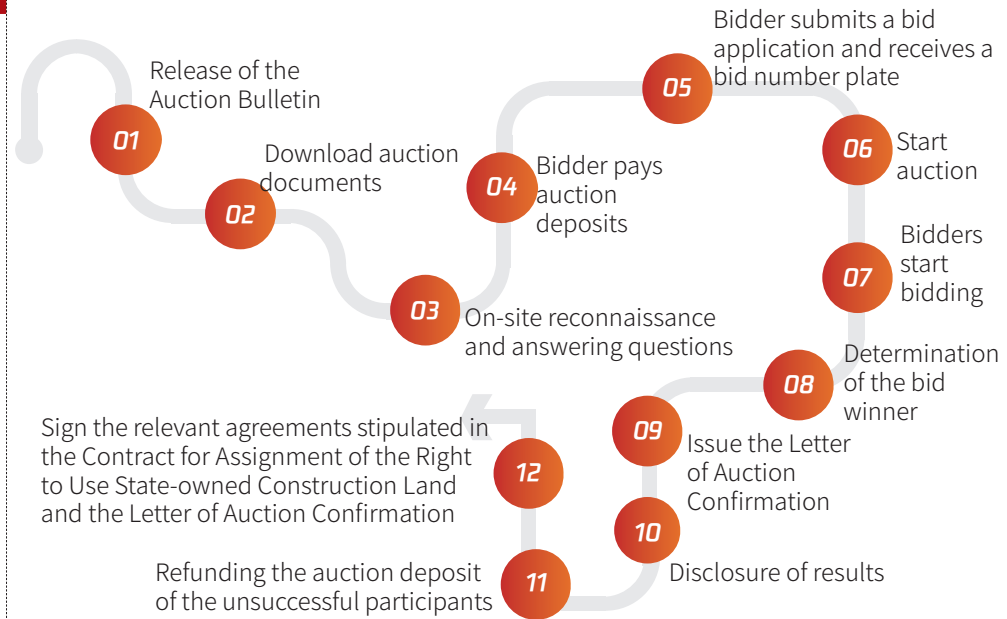 01
Release of the
Auction Bulletin
02
Download auction
documents
03
On-site reconnaissance
and answering questions
04
Bidder pays
auction
deposits
05
Bidder submits a bid
application and receives a
bid number plate
06
Start
auction
07
Bidders
start
bidding
08
Determination
of the bid
winner
09
Issue the Letter
of Auction
Confirmation
10
Disclosure of results
11
Refunding the auction deposit
of the unsuccessful participants
12
Sign the relevant agreements stipulated in
the Contract for Assignment of the Right
to Use State-owned Construction Land
and the Letter of Auction Confirmation